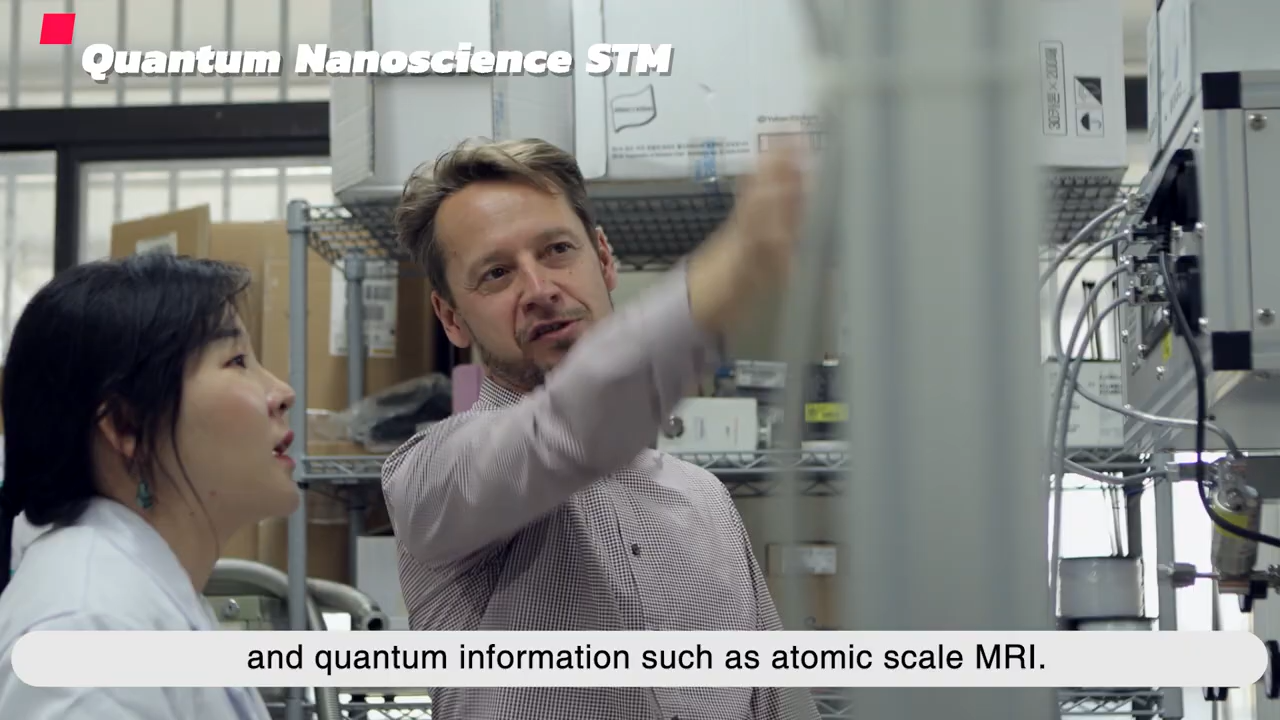 Quantum Nanoscience STM
and quantum information such as atomic scale MRI.